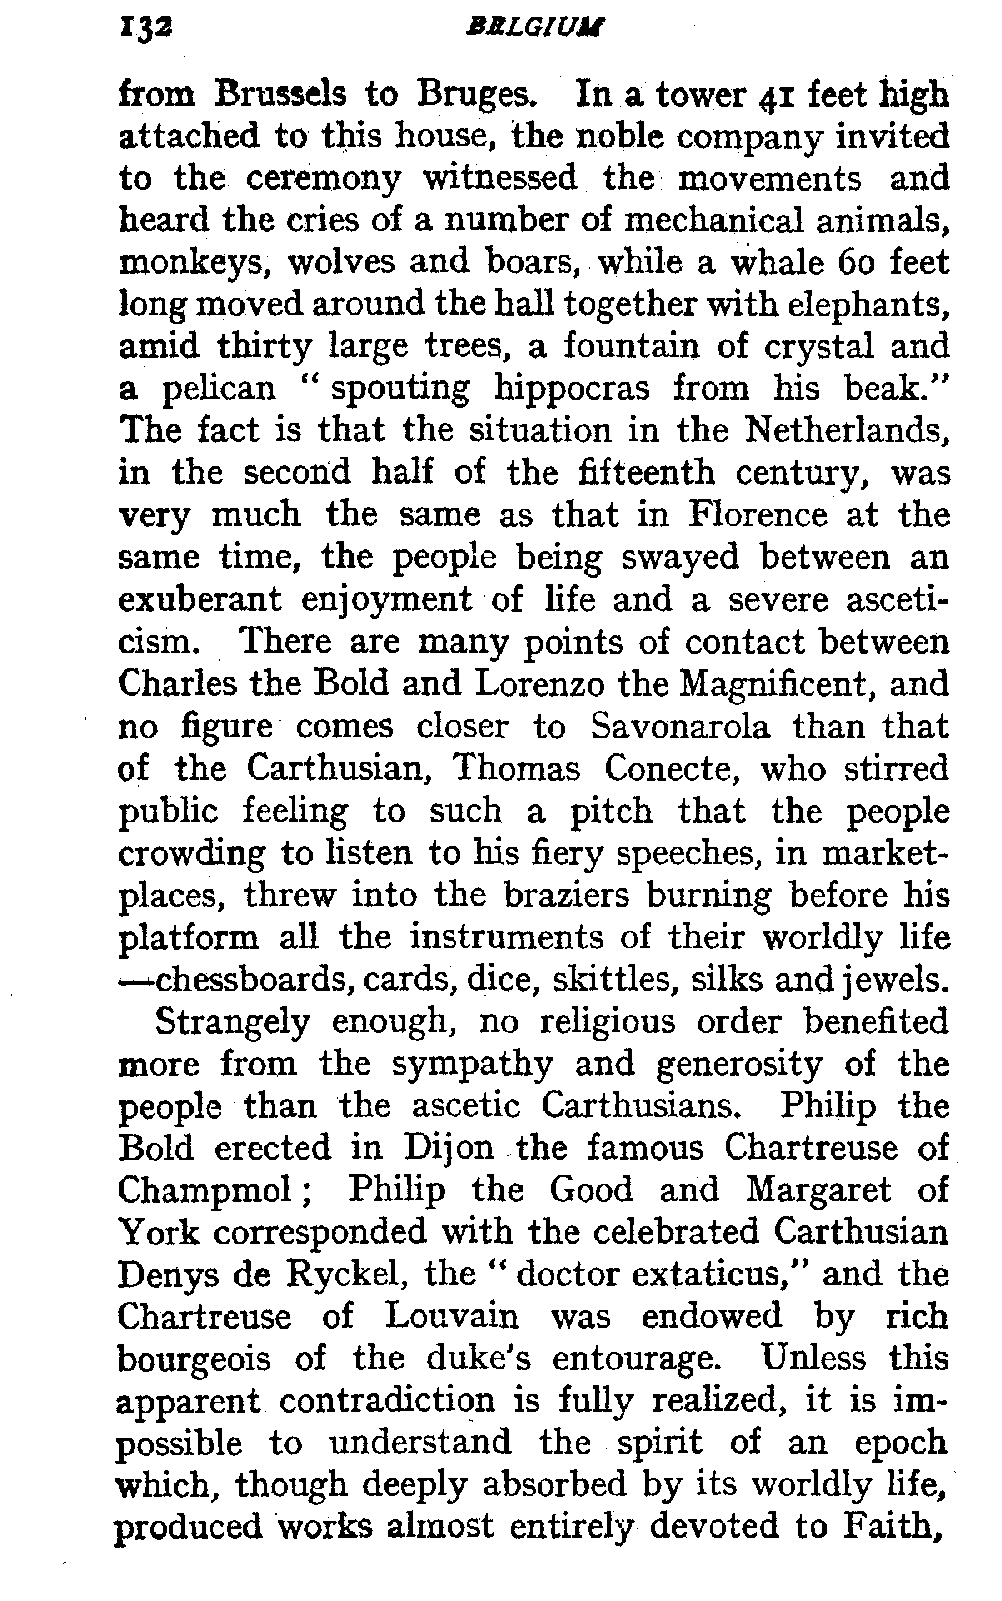 132 BELGIUM
from Brussels to Bruges. In a tower 41 feet high
attached to this house, the noble company invited
to the ceremony witnessed the movements and
heard the cries of a number of mechanical animals,
monkeys, wolves and boars, while a whale 60 feet
long moved around the hall together with elephants,
amid thirty large trees, a fountain of crystal and
a pelican “ spouting hippocras from his beak.”
The fact is that the situation in the Netherlands,
in the second half of the fifteenth century, was
very much the same as that in Florence at the
same time, the people being swayed between an
exuberant enjoyment of life and a severe asceti-
cism. There are many points of contact between
Charles the Bold and Lorenzo the Magnificent, and
no figure comes closer to Savonarola than that
of the Carthusian, Thomas Conecte, who stirred
public feeling to such a pitch that the people
crowding to listen to his fiery speeches, in market-
places, threw into the braziers burning before his
platform all the instruments of their worldly life
—chessboards, cards, dice, skittles, silks and jewels.
Strangely enough, no religious order benefited
more from the sympathy and generosity of the
people than the ascetic Carthusians. Philip the
Bold erected in Dijon the famous Chartreuse of
Champmol ; Philip the Good and Margaret of
York corresponded with the celebrated Carthusian
Denys de Ryckel, the “ doctor extaticus,” and the
Chartreuse of Louvain was endowed by rich
bourgeois of the duke's entourage. Unless this
apparent contradiction is fully realized, it is im-
possible to understand the spirit of an epoch
which, though deeply absorbed by its worldly life,
produced works almost entirely devoted to Faith,